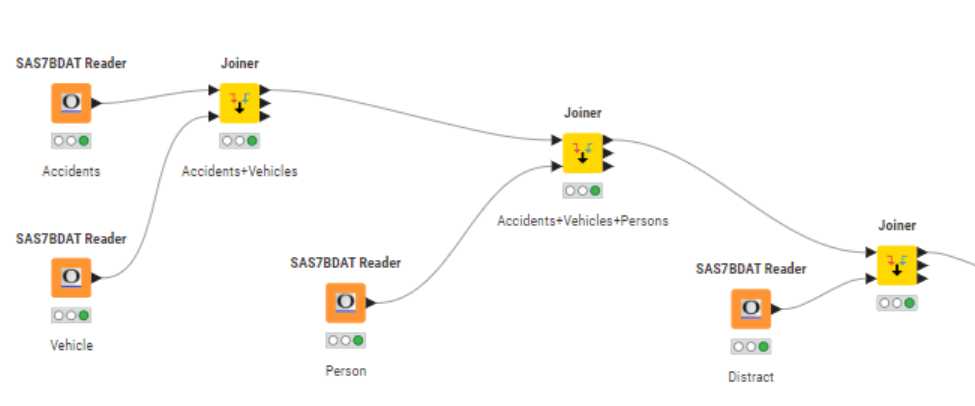 SAS7BDAT Reader
Accidents
Joiner
Accidents+Vehicles
SAS7BDAT Reader
Vehicle
Joiner
Accidents+Vehicles+Persons
SAS7BDAT Reader
Person
Joiner
SAS7BDAT Reader
Distract